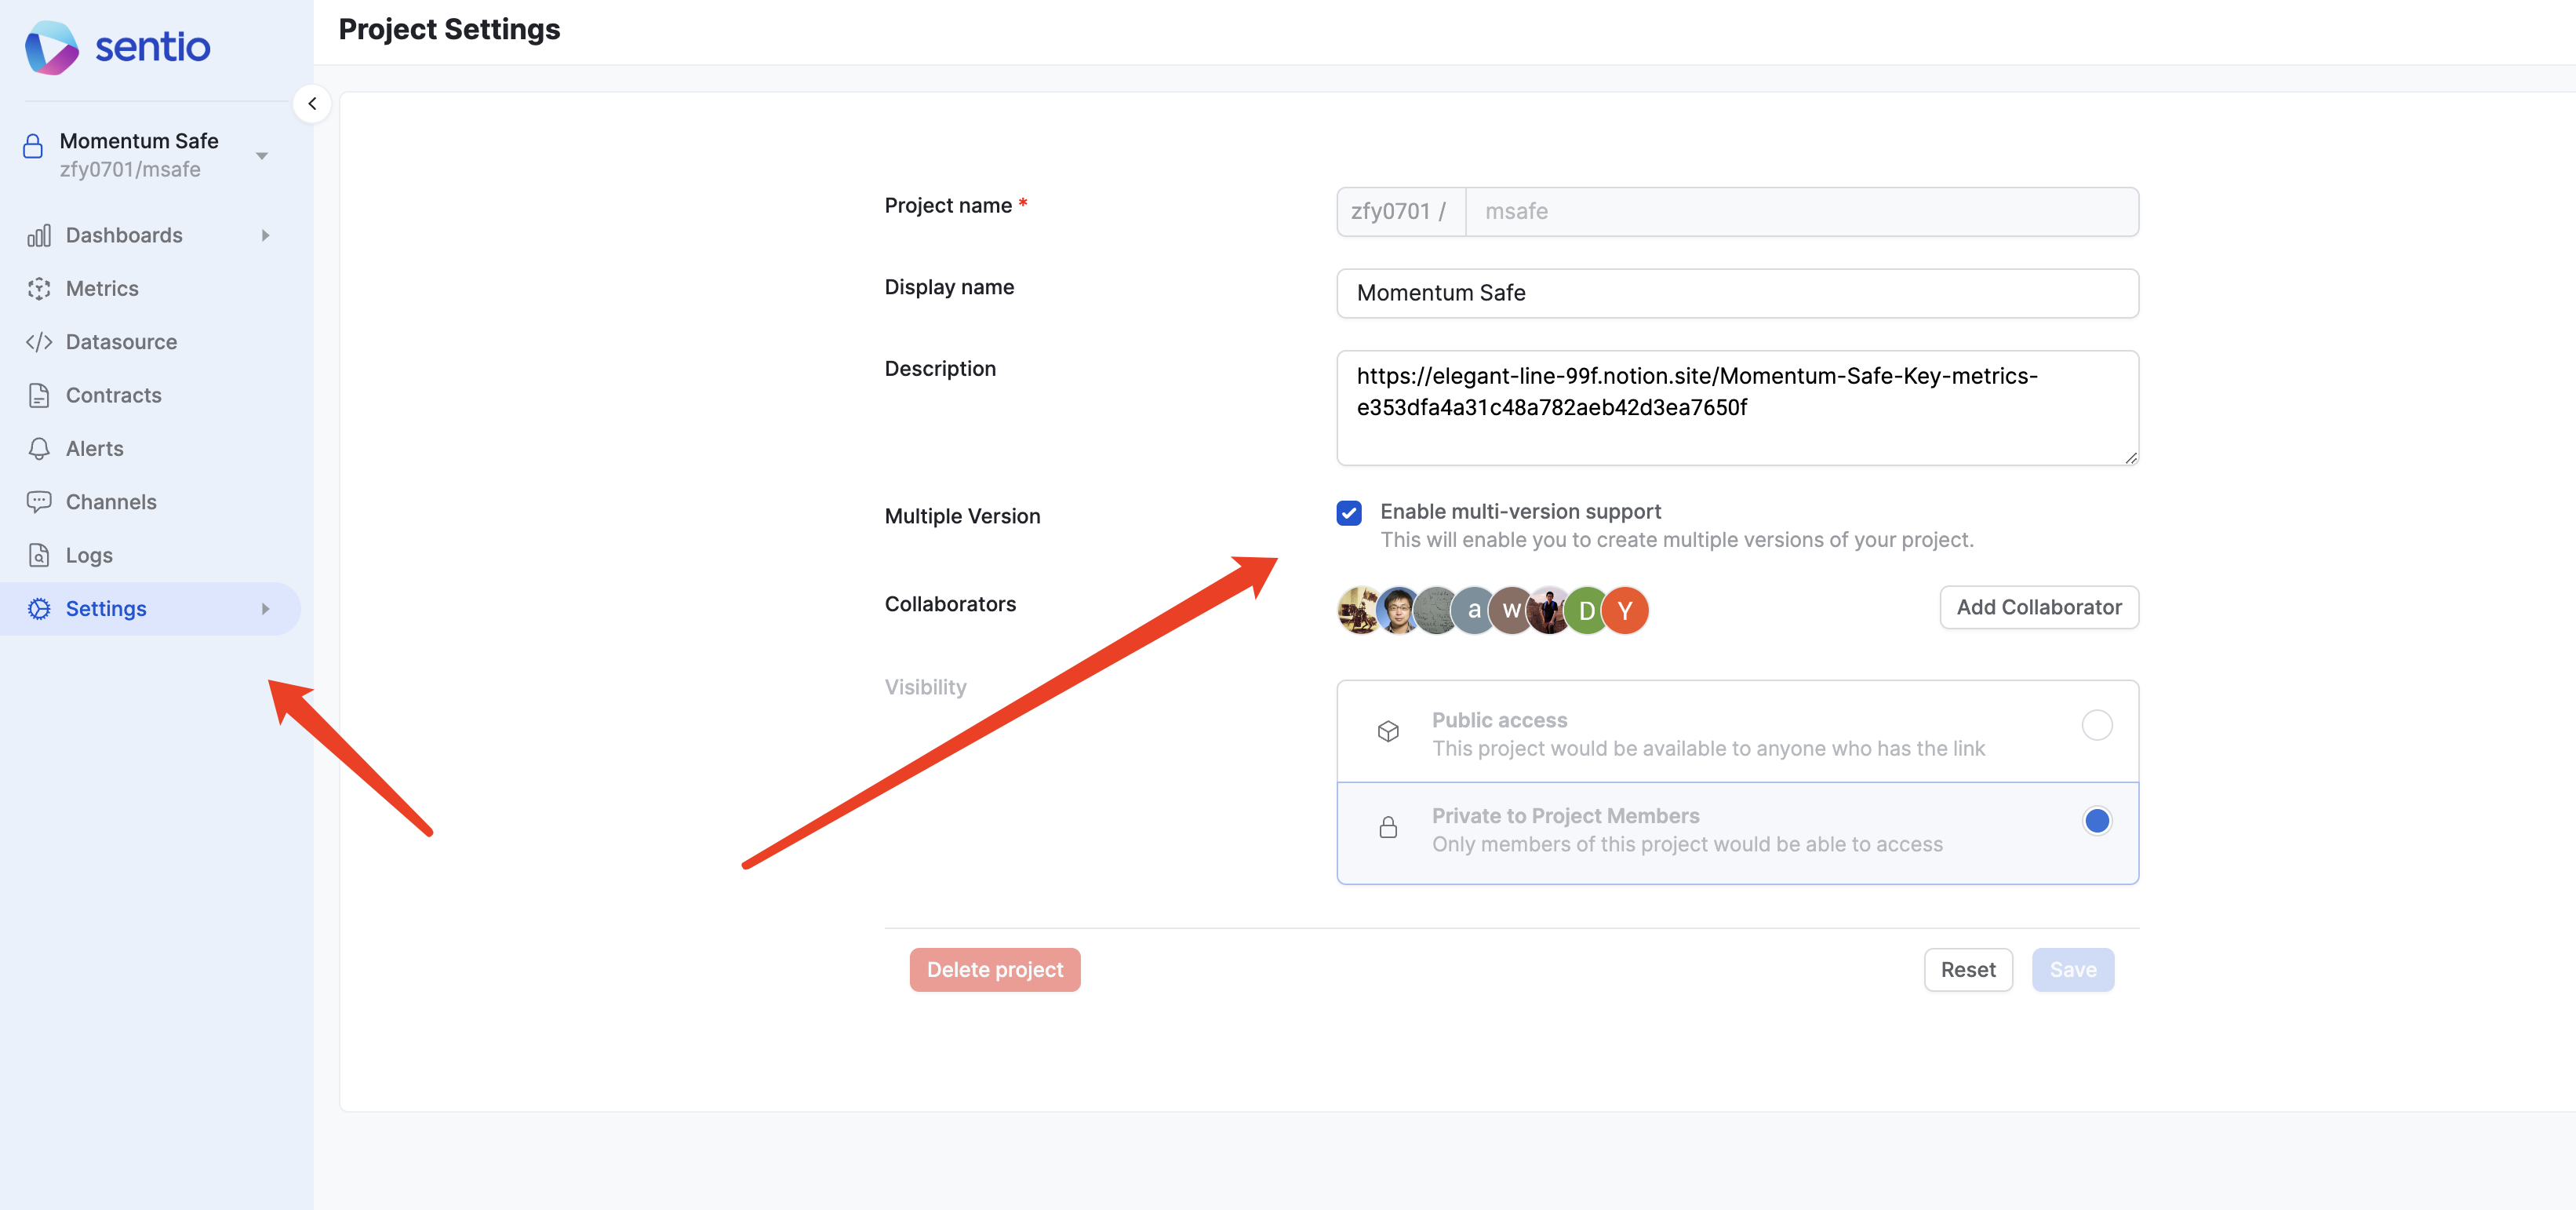 sentio
Momentum Safe
zfy0701/msafe
Dashboards
Metrics
Datasource
Contracts
Alerts
Channels
Logs
Settings
Project Settings
Project name *
zfy0701 /
msafe
Display name
Momentum Safe
Description
https://elegant-line-99f.notion.site/Momentum-Safe-Key-metrics-
e353dfa4a31c48a782aeb42d3ea7650f
Multiple Version
Enable multi-version support
This will enable you to create multiple versions of your project.
Collaborators
a
w
D
Y
Add Collaborator
Visibility
Public access
This project would be available to anyone who has the link
Private to Project Members
Only members of this project would be able to access
Delete project
Reset
Save